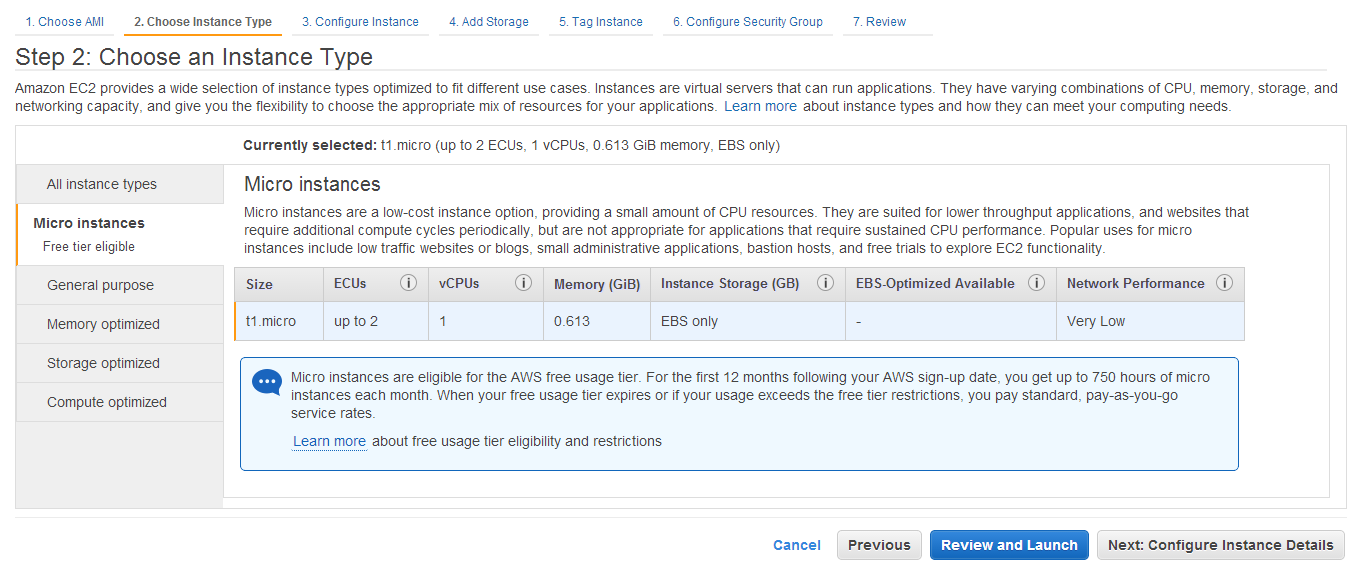 1. Choose AMI 2. Choose Instance Type 3. Configure Instance 4. Add Storage 5. Tag Instance 6. Configure Security Group 7. Review
Step 2: Choose an Instance Type
Amazon EC2 provides a wide selection of instance types optimized to fit different use cases. Instances are virtual servers that can run applications. They have varying combinations of CPU, memory, storage, and
networking capacity, and give you the flexibility to choose the appropriate mix of resources for your applications. Learn more about instance types and how they can meet your computing needs.
Currently selected: t1.micro (up to 2 ECUs, 1 vCPUs, 0.613 GiB memory, EBS only)
All instance types
Micro instances
Free tier eligible
General purpose
Memory optimized
Storage optimized
Compute optimized
Micro instances
Micro instances are a low-cost instance option, providing a small amount of CPU resources. They are suited for lower throughput applications, and websites that
require additional compute cycles periodically, but are not appropriate for applications that require sustained CPU performance. Popular uses for micro
instances include low traffic websites or blogs, small administrative applications, bastion hosts, and free trials to explore EC2 functionality.
Size ECUs i vCPUs i Memory (GiB) Instance Storage (GB) i EBS-Optimized Available i Network Performance i
t1.micro up to 2 1 0.613 EBS only - Very Low
Micro instances are eligible for the AWS free usage tier. For the first 12 months following your AWS sign-up date, you get up to 750 hours of micro
instances each month. When your free usage tier expires or if your usage exceeds the free tier restrictions, you pay standard, pay-as-you-go
service rates.
Learn more about free usage tier eligibility and restrictions
Cancel Previous Review and Launch Next: Configure Instance Details